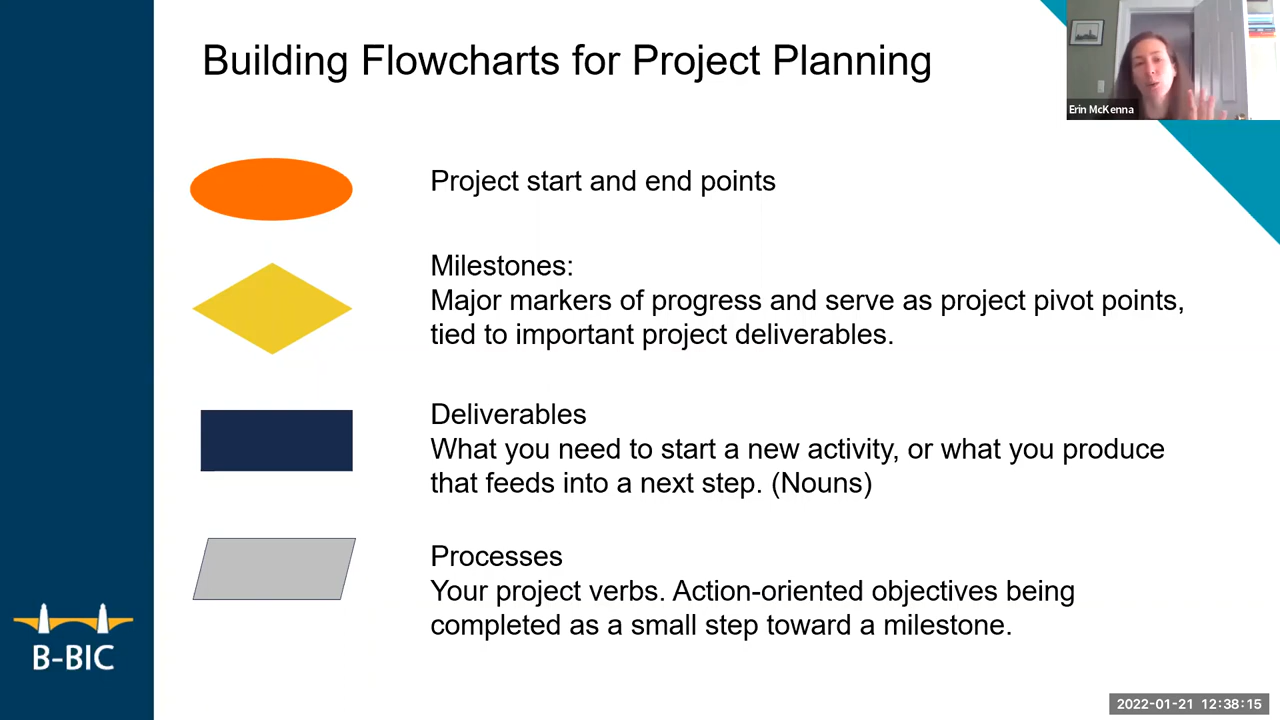 Building Flowcharts for Project Planning
Erin McKenna
Project start and end points
Milestones:
Major markers of progress and serve as project pivot points,
tied to important project deliverables.
Deliverables
What you need to start a new activity, or what you produce
that feeds into a next step. (Nouns)
Processes
Your project verbs. Action-oriented objectives being
completed as a small step toward a milestone.
B-BIC
2022-01-21 12:38:15